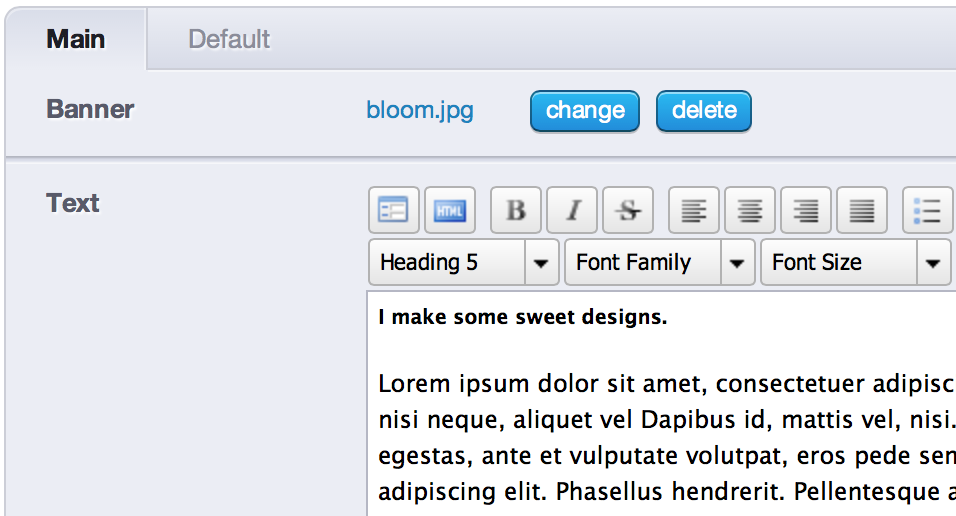 Main Default
Banner bloom.jpg change delete
Text HTML B I S
Heading 5 Font Family Font Size
I make some sweet designs.
Lorem ipsum dolor sit amet, consectetuer adipisc
nisi neque, aliquet vel Dapibus id, mattis vel, nisi.
egestas, ante et vulputate volutpat, eros pede sen
adipiscing elit. Phasellus hendrerit. Pellentesque a